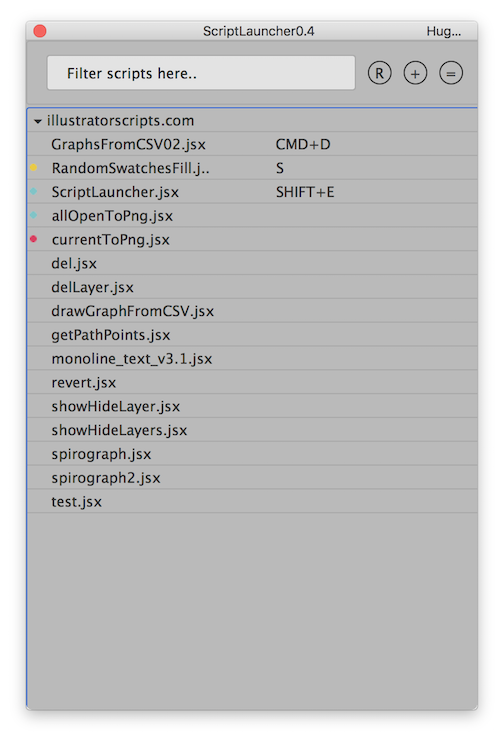 ScriptLauncher0.4 Hug...
Filter scripts here.. R + =
illustratorscripts.com
GraphsFromCSV02.jsx CMD+D
RandomSwatchesFill.j.. S
ScriptLauncher.jsx SHIFT+E
allOpenToPng.jsx
currentToPng.jsx
del.jsx
delLayer.jsx
drawGraphFromCSV.jsx
getPathPoints.jsx
monoline_text_v3.1.jsx
revert.jsx
showHideLayer.jsx
showHideLayers.jsx
spirograph.jsx
spirograph2.jsx
test.jsx